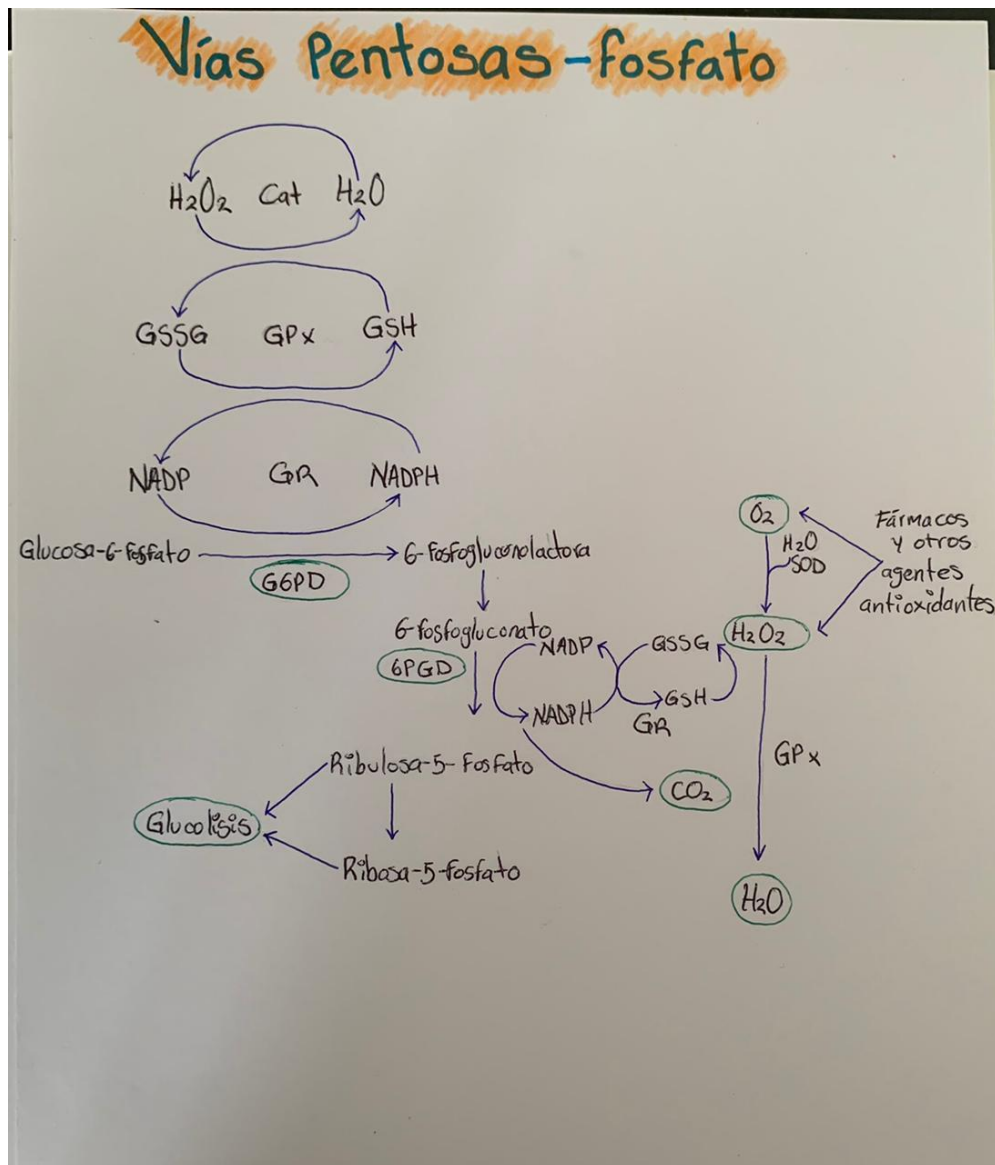 Vías Pentosas-fosfato
H2O2 Cat H2O
GSSG GPx GSH
NADP GR NADPH
Glucosa-6-fosfato
G6PD
6-fosfogluconolactora
6-fosfogluconato
6PGD
NADP
NADPH
GSSG
GSH
GR
O2
H2O
SOD
Fármacos
y otros
agentes
antioxidantes
H2O2
GPx
Ribulosa-5-Fosfato
CO2
Glucolisis
Ribosa-5-fosfato
H2O